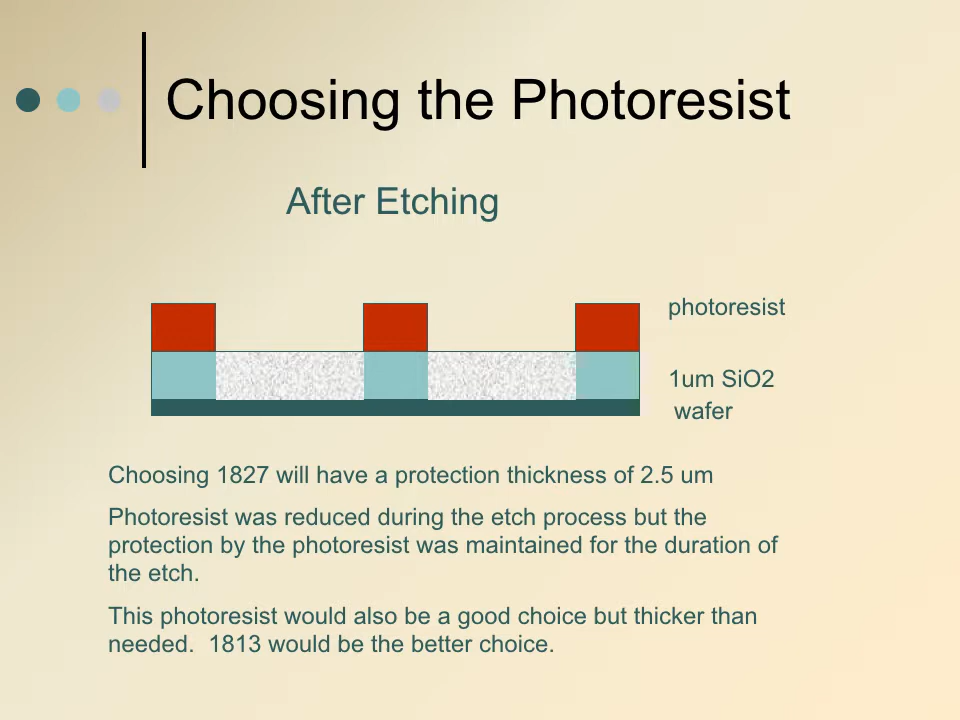 Choosing the Photoresist
After Etching
photoresist
1um SiO2
wafer
Choosing 1827 will have a protection thickness of 2.5 um
Photoresist was reduced during the etch process but the
protection by the photoresist was maintained for the duration of
the etch.
This photoresist would also be a good choice but thicker than
needed.  1813 would be the better choice.